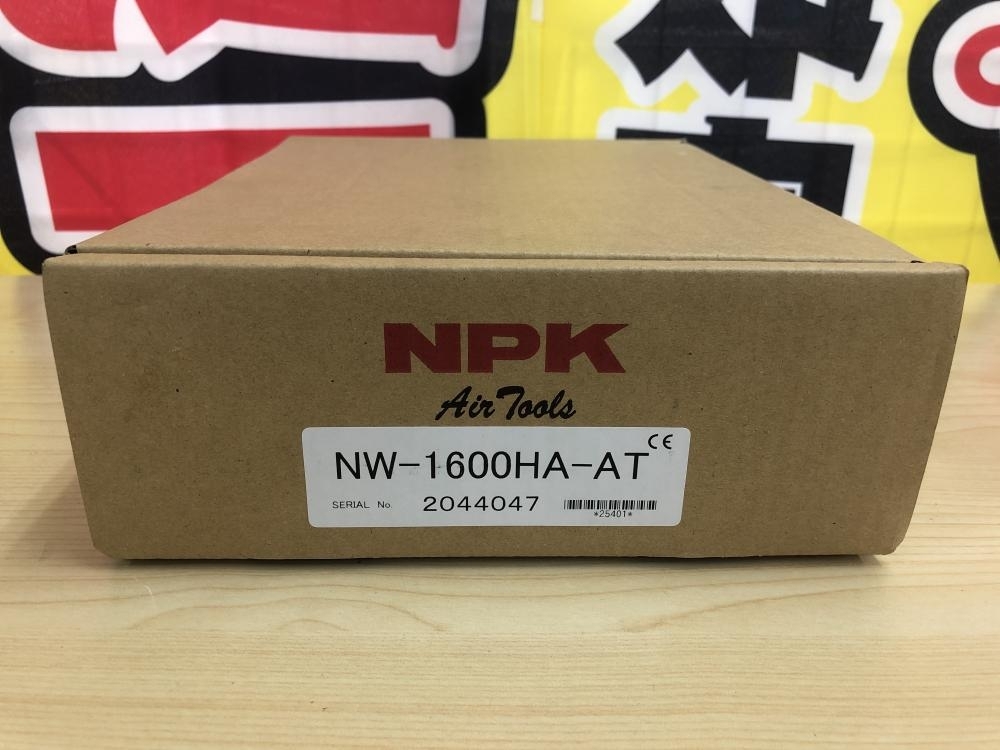 NPK
Air Tools
CE
NW-1600HA-AT
SERIAL No. 2044047
*25401*